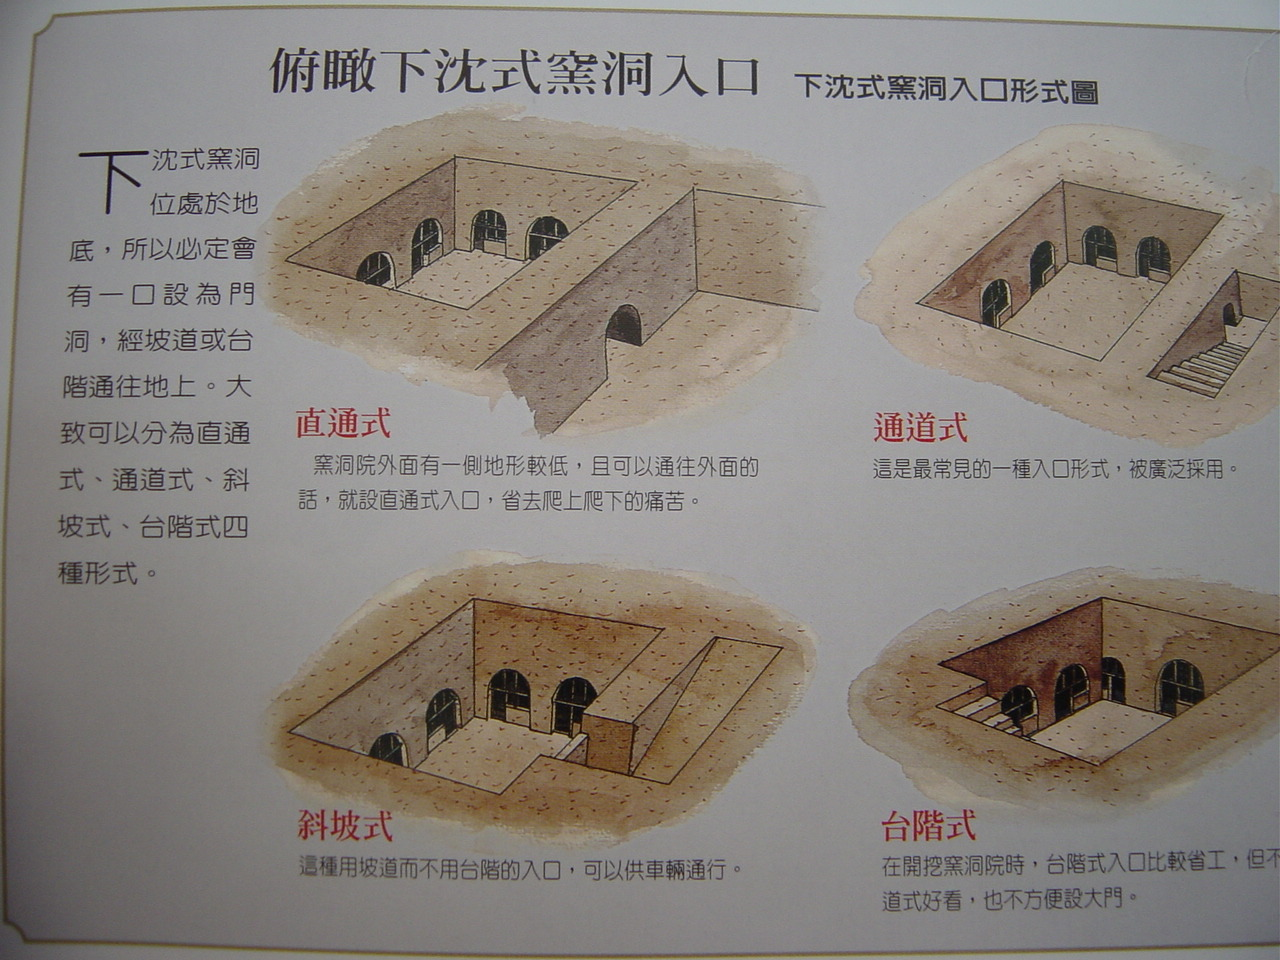 俯瞰下沈式窯洞入口 下沈式窯洞入口形式圖
下沈式窯洞
位處於地
底，所以必定會
有一口設為門
洞，經坡道或台
階通往地上。大
致可以分為直通
式、通道式、斜
坡式、台階式四
種形式。
直通式
窯洞院外面有一側地形較低，且可以通往外面的
話，就設直通式入口，省去爬上爬下的痛苦。
通道式
這是最常見的一種入口形式，被廣泛採用。
斜坡式
這種用坡道而不用台階的入口，可以供車輛通行。
台階式
在開挖窯洞院時，台階式入口比較省工，但不
道式好看，也不方便設大門。